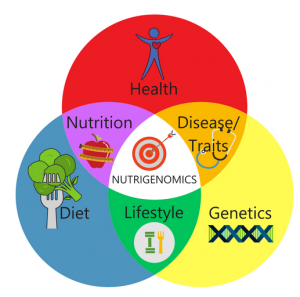 Health
Nutrition
Disease/
Traits
NUTRIGENOMICS
Diet
Lifestyle
Genetics